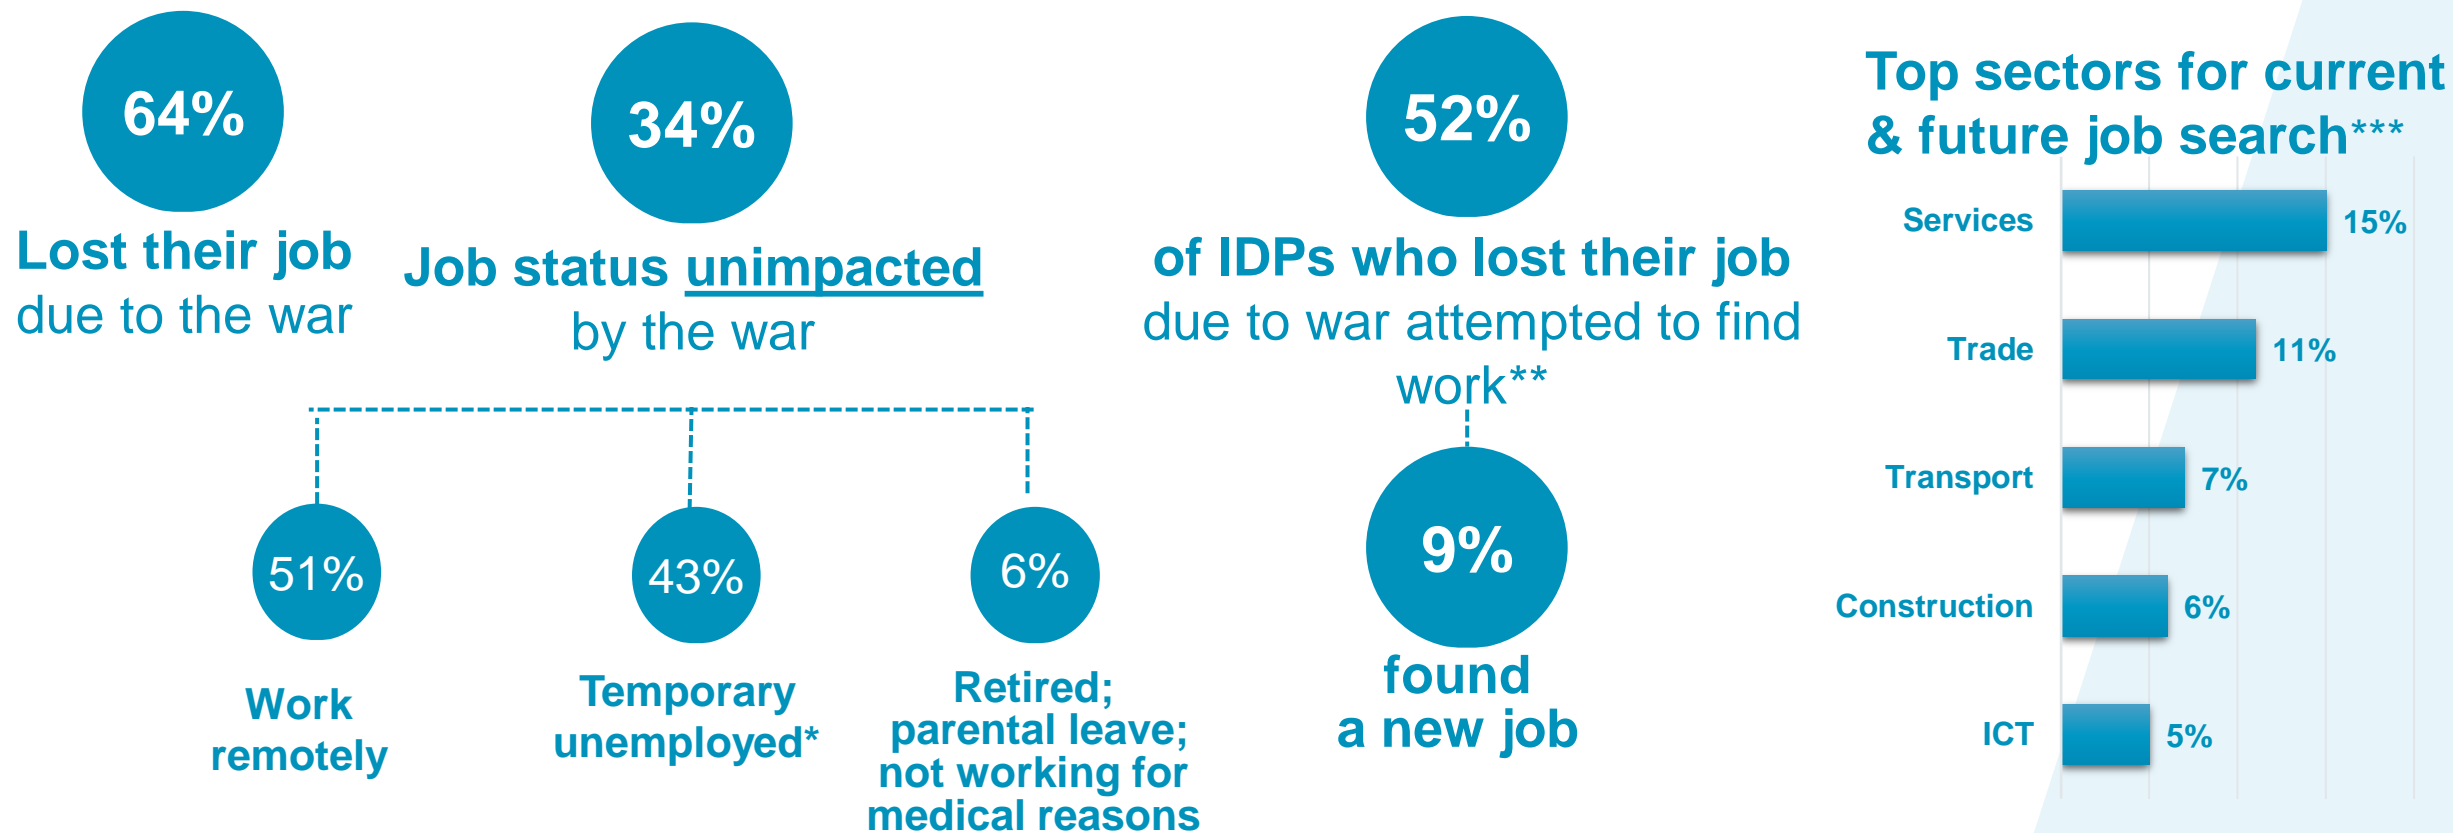 64%
Lost their job
due to the war
34%
Job status unimpacted
by the war
51%
Work
remotely
43%
Temporary
unemployed*
6%
Retired;
parental leave;
not working for
medical reasons
52%
of IDPs who lost their job
due to war attempted to find
work**
9%
found
a new job
Top sectors for current
& future job search***
Services 15%
Trade 11%
Transport 7%
Construction 6%
ICT 5%